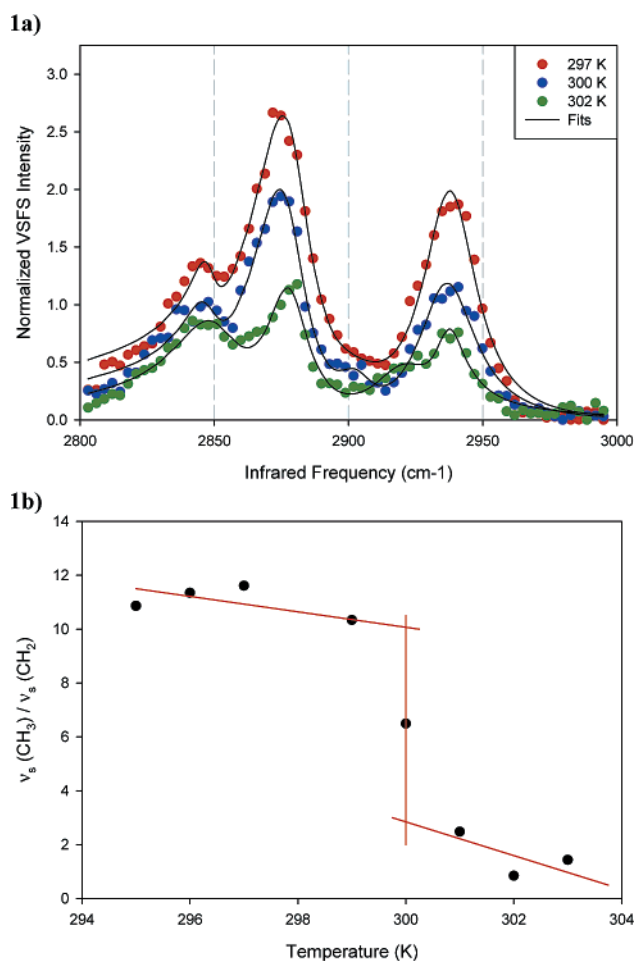 1a)
Normalized VSFS Intensity
3.0
2.5
2.0
1.5
1.0
0.5
0.0
297 K
300 K
302 K
Fits
2800 2850 2900 2950 3000
Infrared Frequency (cm-1)
1b)
νs (CH3) / νs (CH2)
14
12
10
8
6
4
2
0
294 296 298 300 302 304
Temperature (K)